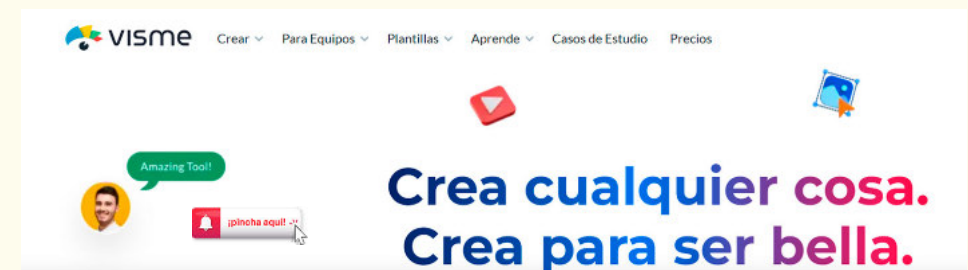 VISME Crear Para Equipos Plantillas Aprende Casos de Estudio Precios
Amazing Tool!
¡pincha aquí!
Crea cualquier cosa.
Crea para ser bella.